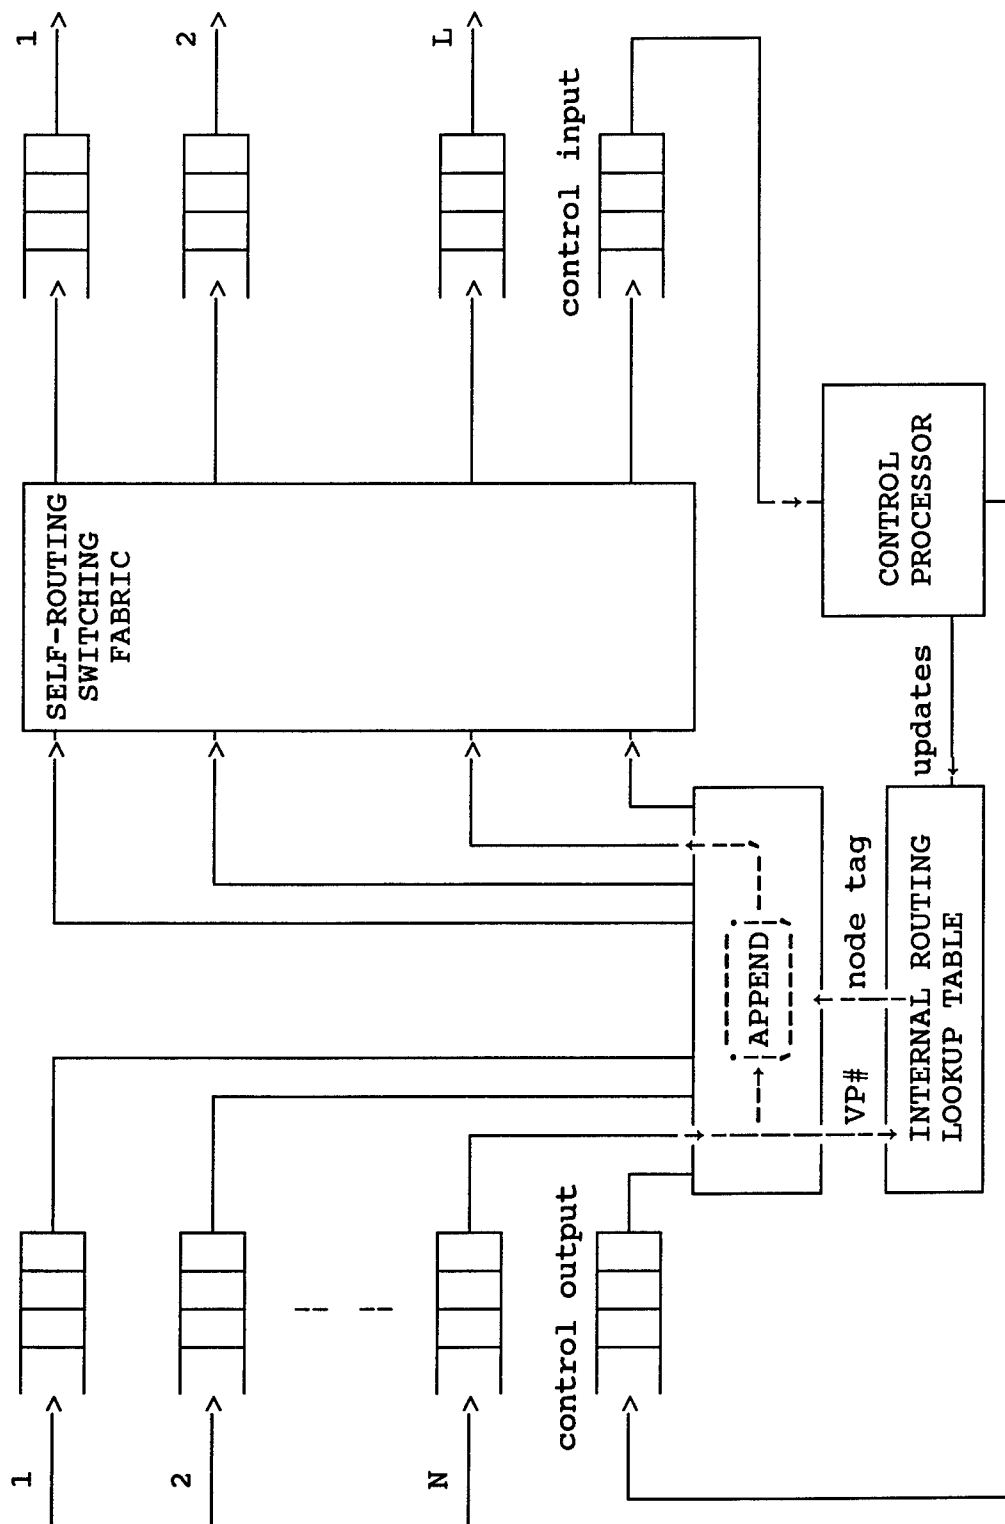 1
2
N
control output
SELF-ROUTING
SWITCHING
FABRIC
1
2
L
control input
APPEND
VP#
node tag
updates
INTERNAL ROUTING
LOOKUP TABLE
CONTROL
PROCESSOR